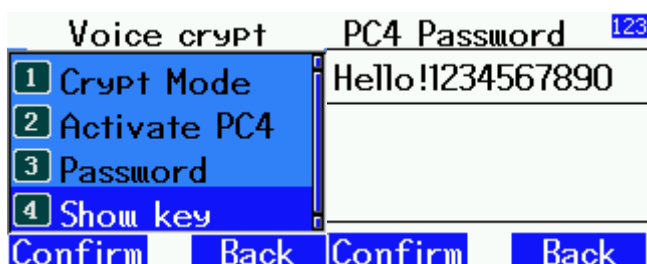 Voice crypt
1 Crypt Mode
2 Activate PC4
3 Password
4 Show key
Confirm Back
PC4 Password 123
Hello!1234567890
Confirm Back